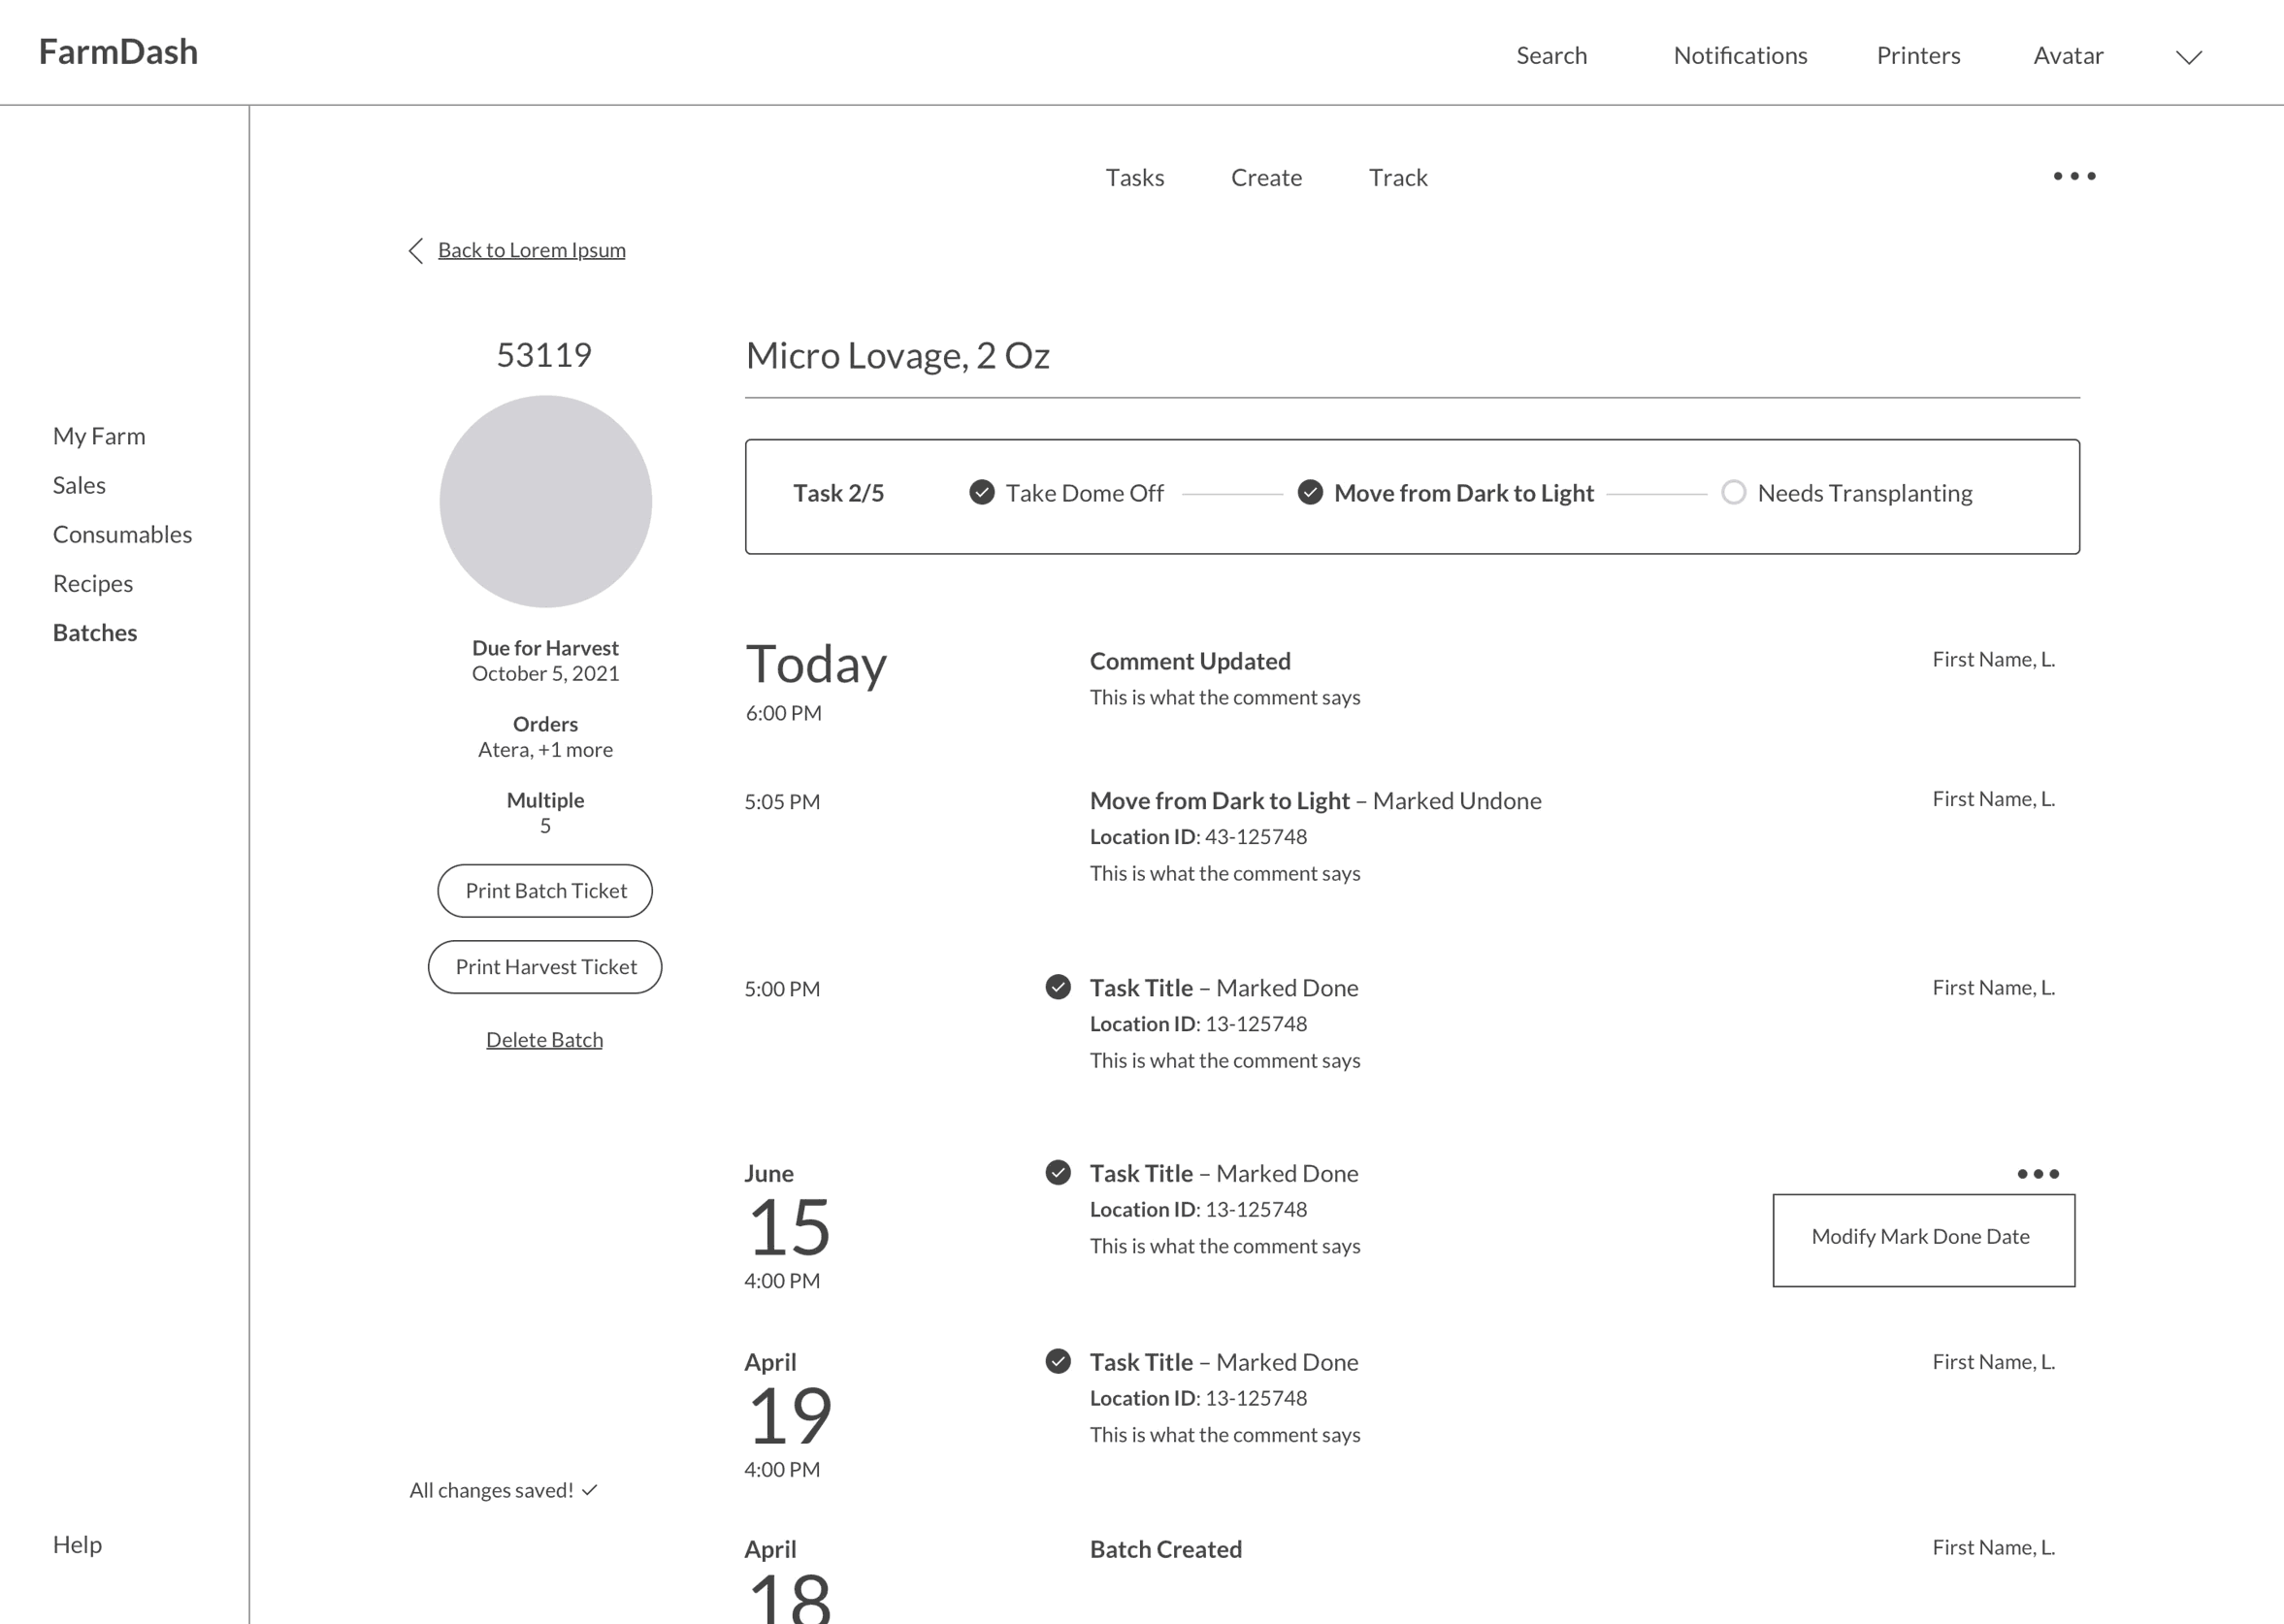 FarmDash
Search
Notifications
Printers
Avatar
Tasks
Create
Track
Back to Lorem Ipsum
My Farm
Sales
Consumables
Recipes
Batches
Help
53119
Due for Harvest
October 5, 2021
Orders
Atera, +1 more
Multiple
5
Print Batch Ticket
Print Harvest Ticket
Delete Batch
All changes saved!
Micro Lovage, 2 Oz
Task 2/5
Take Dome Off
Move from Dark to Light
Needs Transplanting
Today
6:00 PM
Comment Updated
This is what the comment says
First Name, L.
5:05 PM
Move from Dark to Light – Marked Undone
Location ID: 43-125748
This is what the comment says
First Name, L.
5:00 PM
Task Title – Marked Done
Location ID: 13-125748
This is what the comment says
First Name, L.
June
15
4:00 PM
Task Title – Marked Done
Location ID: 13-125748
This is what the comment says
Modify Mark Done Date
April
19
4:00 PM
Task Title – Marked Done
Location ID: 13-125748
This is what the comment says
First Name, L.
April
18
Batch Created
First Name, L.